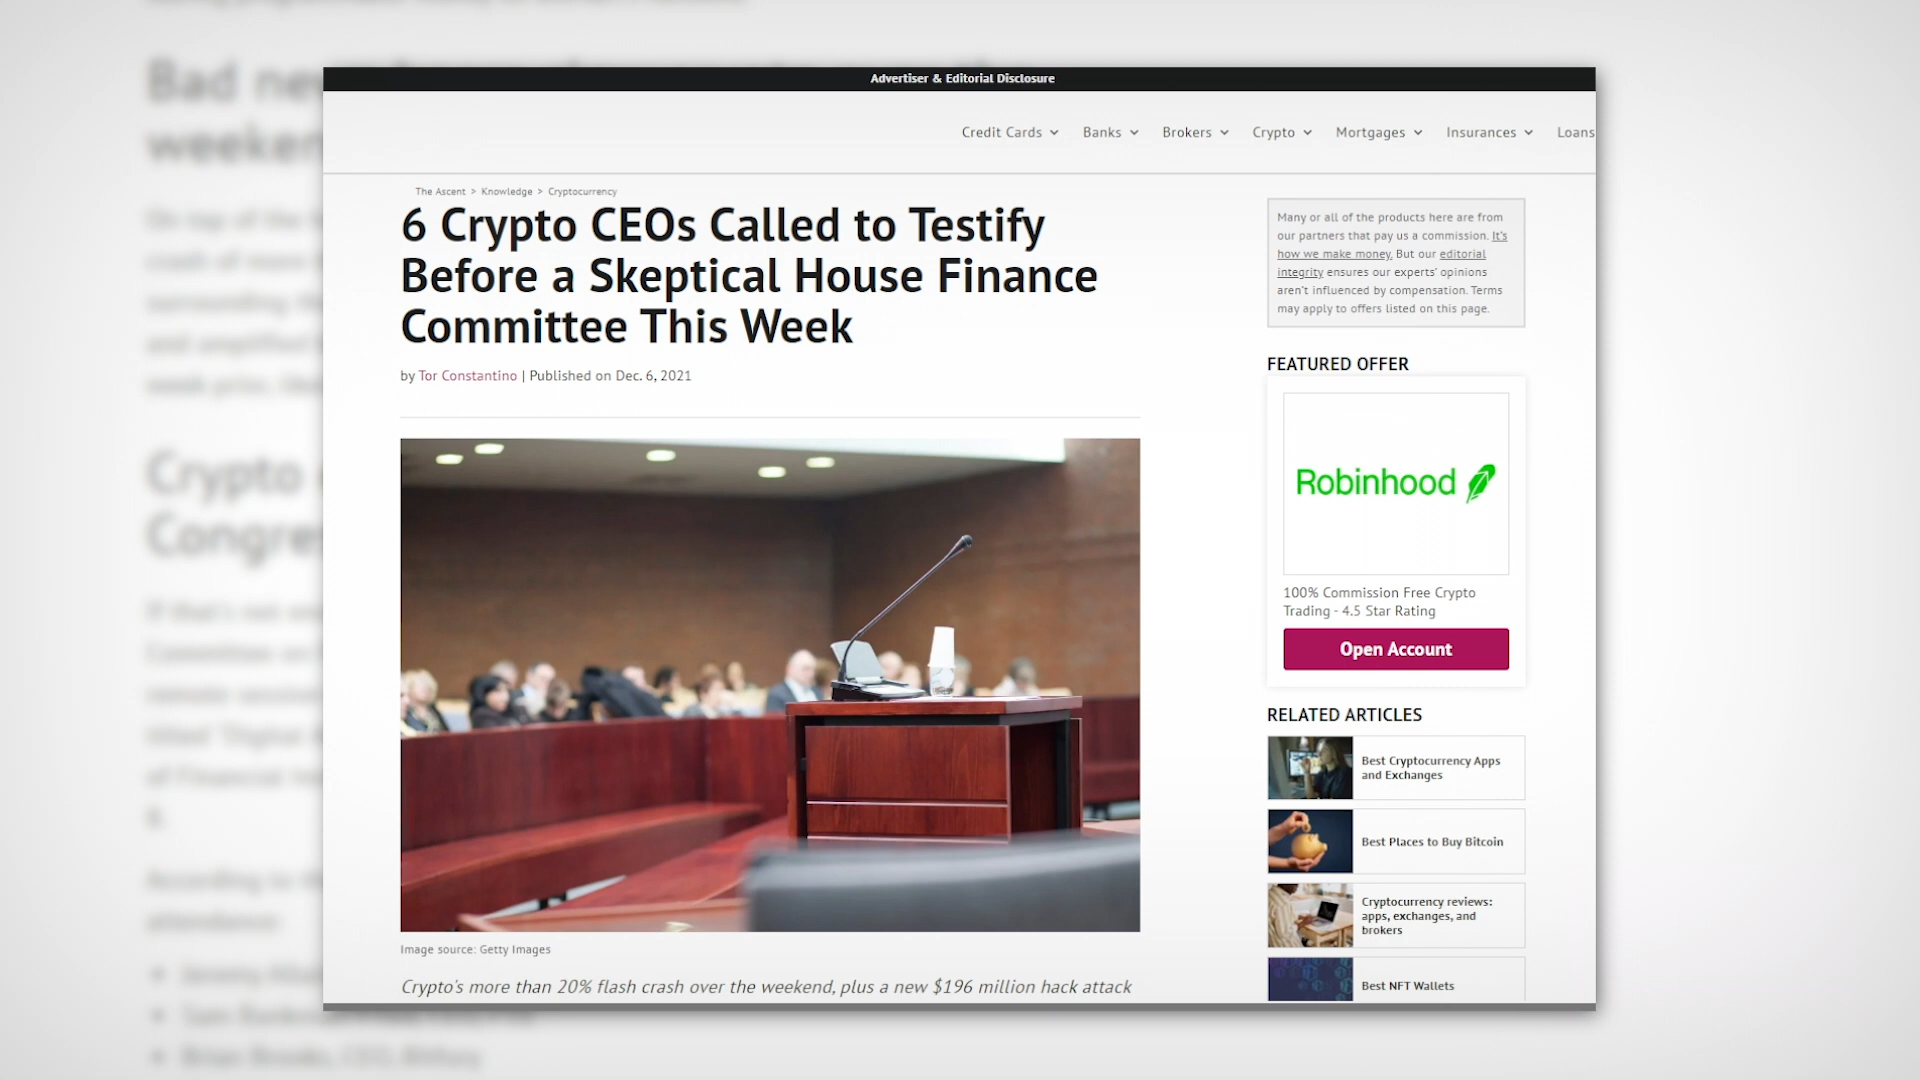 Advertiser & Editorial Disclosure
Credit Cards Banks Brokers Crypto Mortgages Insurances Loans
The Ascent > Knowledge > Cryptocurrency
6 Crypto CEOs Called to Testify
Before a Skeptical House Finance
Committee This Week
by Tor Constantino | Published on Dec. 6, 2021
Image source: Getty Images
Crypto's more than 20% flash crash over the weekend, plus a new $196 million hack attack
Many or all of the products here are from
our partners that pay us a commission. It's
how we make money. But our editorial
integrity ensures our experts' opinions
aren't influenced by compensation. Terms
may apply to offers listed on this page.
FEATURED OFFER
Robinhood
100% Commission Free Crypto
Trading - 4.5 Star Rating
Open Account
RELATED ARTICLES
Best Cryptocurrency Apps
and Exchanges
Best Places to Buy Bitcoin
Cryptocurrency reviews:
apps, exchanges, and
brokers
Best NFT Wallets
Bad
weeken
Crypto
Congre